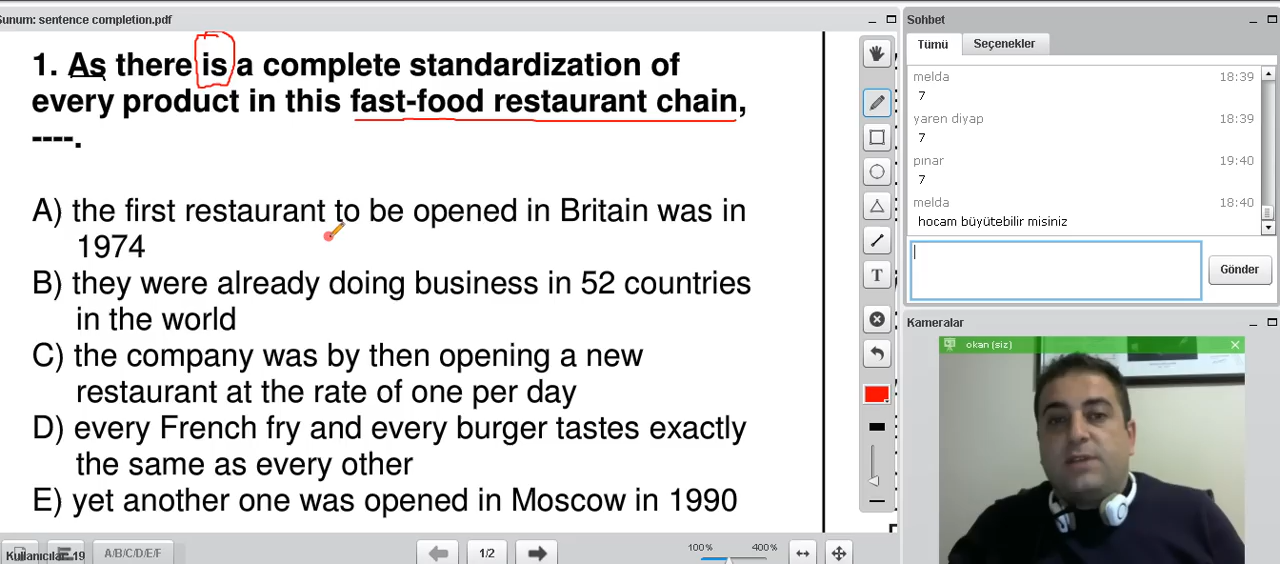 Sunum: sentence completion.pdf
1. As there is a complete standardization of
every product in this fast-food restaurant chain,
----.
A) the first restaurant to be opened in Britain was in
1974
B) they were already doing business in 52 countries
in the world
C) the company was by then opening a new
restaurant at the rate of one per day
D) every French fry and every burger tastes exactly
the same as every other
E) yet another one was opened in Moscow in 1990
Kullanıcılar: 19
A/B/C/D/E/F
1/2
100%
400%
T
Sohbet
Tümü
Seçenekler
melda 18:39
7
yaren diyap 18:39
7
pınar 19:40
7
melda 18:40
hocam büyütebilir misiniz
Gönder
Kameralar
okan (siz)